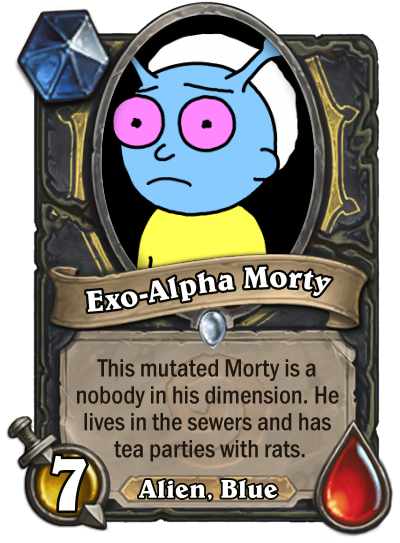 Exo-Alpha Morty
This mutated Morty is a
nobody in his dimension. He
lives in the sewers and has
tea parties with rats.
7
Alien, Blue